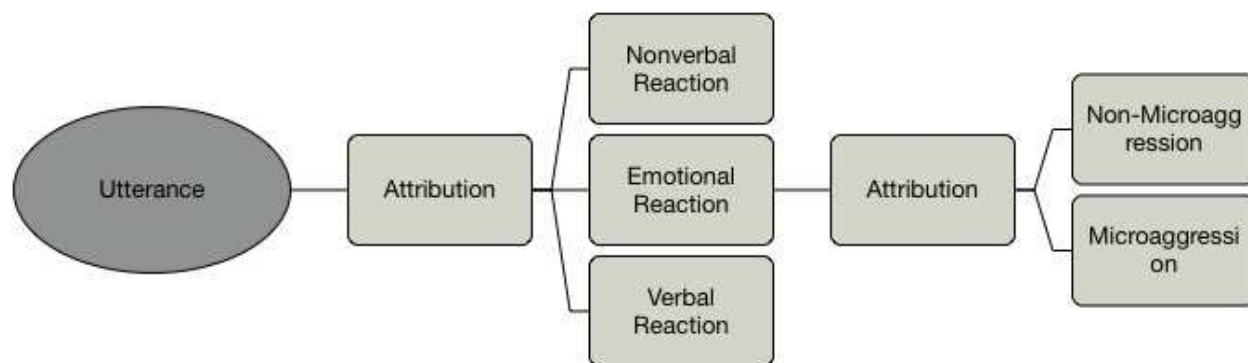 Utterance
Attribution
Nonverbal
Reaction
Emotional
Reaction
Verbal
Reaction
Attribution
Non-Microagg
ression
Microaggressi
on